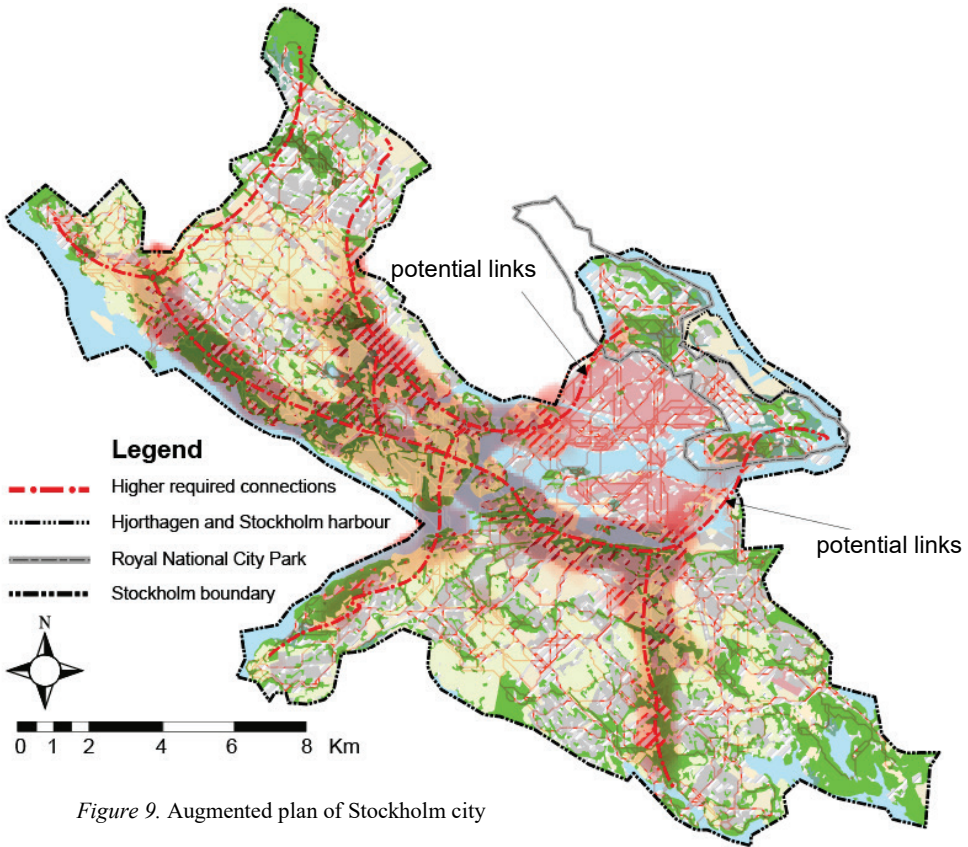 potential links
Legend
Higher required connections
Hjorthagen and Stockholm harbour
Royal National City Park
Stockholm boundary
potential links
N
0 1 2 4 6 8 Km
Figure 9. Augmented plan of Stockholm city